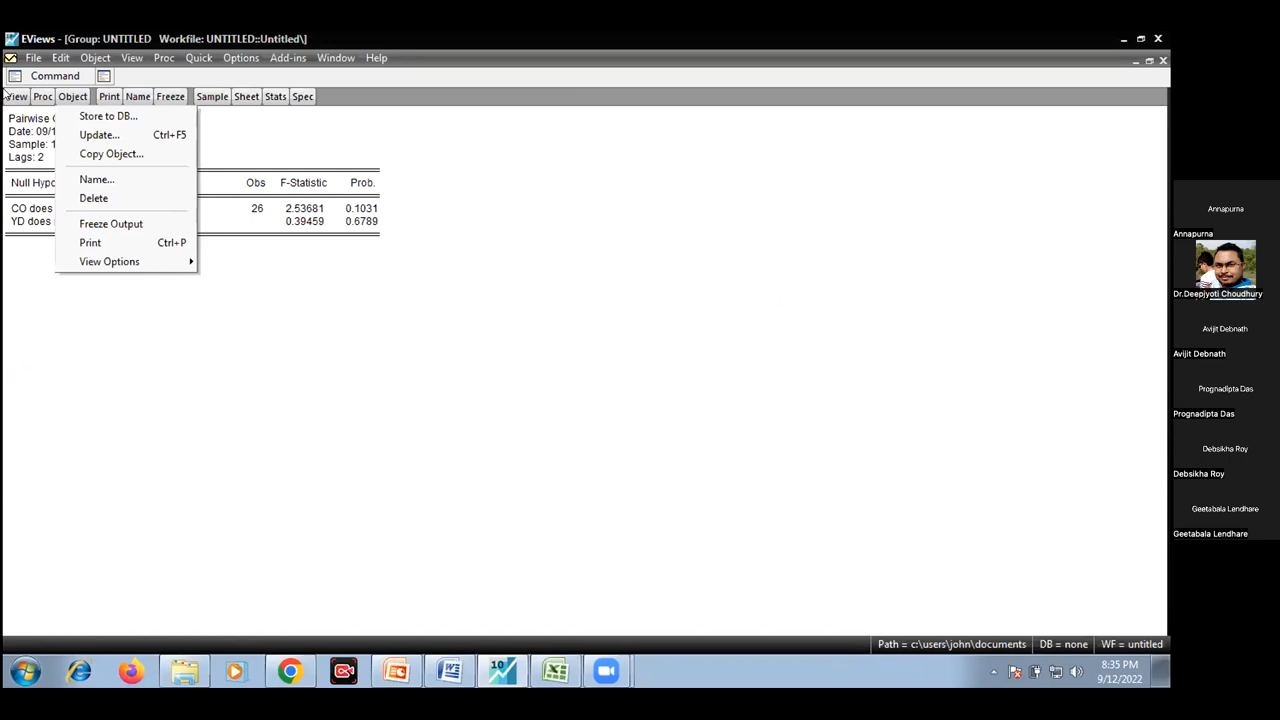 EViews - [Group: UNTITLED Workfile: UNTITLED::Untitled\]
File Edit Object View Proc Quick Options Add-ins Window Help
Command
View Proc Object Print Name Freeze Sample Sheet Stats Spec
Pairwise
Date: 09/1
Sample: 1
Lags: 2
Store to DB...
Update... Ctrl+F5
Copy Object...
Name...
Delete
Freeze Output
Print Ctrl+P
View Options
Null Hypo Obs F-Statistic Prob.
CO does 26 2.53681 0.1031
YD does 0.39459 0.6789
Annapurna
Annapurna
Dr.Deepjyoti Choudhury
Avijit Debnath
Avijit Debnath
Prognadipta Das
Prognadipta Das
Debsikha Roy
Debsikha Roy
Geetabala Lendhare
Geetabala Lendhare
Path = c:\users\john\documents DB = none WF = untitled
10
8:35 PM
9/12/2022